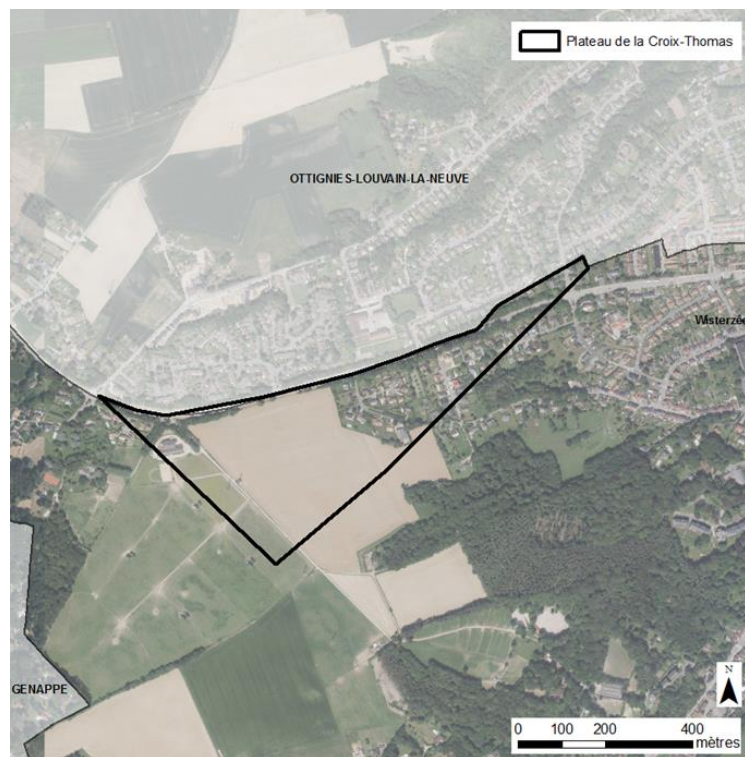 Plateau de la Croix-Thomas
OTTIGNIES-LOUVAIN-LA-NEUVE
Wisterzée
GENAPPE
N
0 100 200 400
mètres